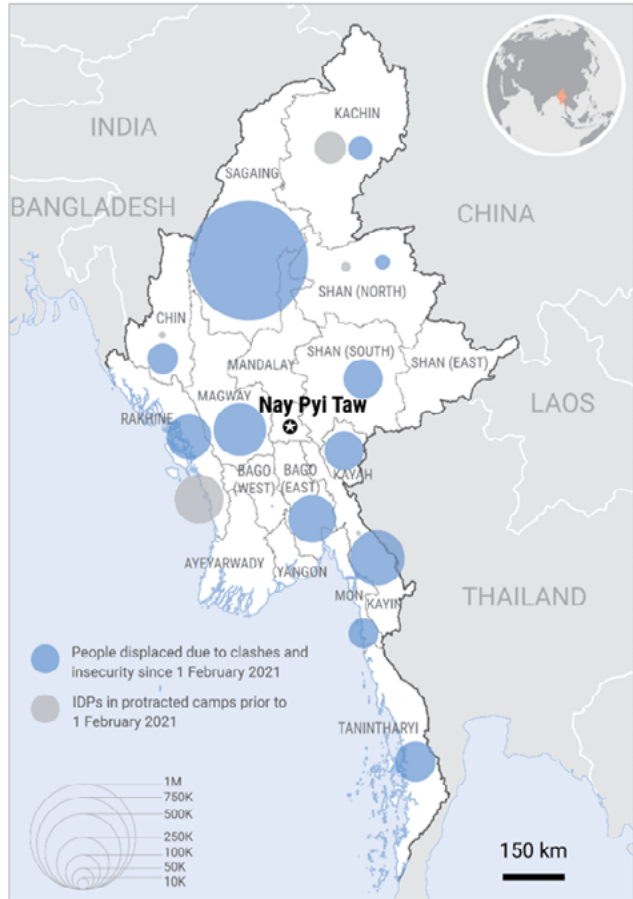 INDIA
KACHIN
SAGAING
BANGLADESH
CHINA
SHAN (NORTH)
CHIN
MANDALAY
SHAN (SOUTH)
SHAN (EAST)
MAGWAY
Nay Pyi Taw
LAOS
RAKHINE
BAGO
(WEST)
BAGO
(EAST)
KAYAH
AYEYARWADY
YANGON
THAILAND
MON
KAYIN
People displaced due to clashes and
insecurity since 1 February 2021
IDPs in protracted camps prior to
1 February 2021
TANINTHARYI
1M
750K
500K
250K
100K
50K
10K
150 km